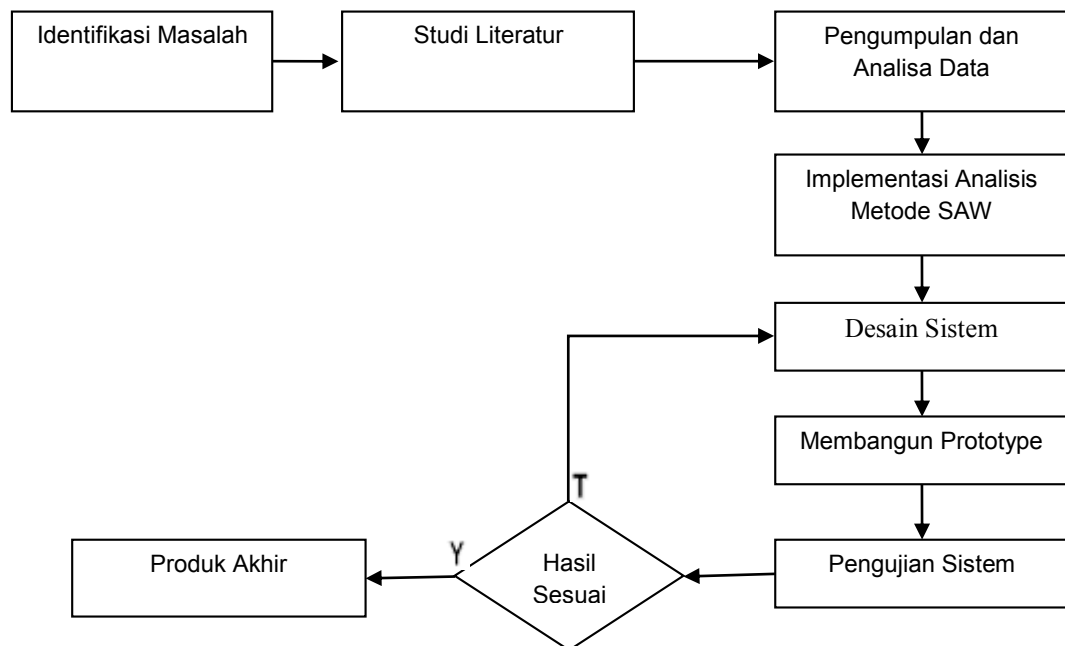 Identifikasi Masalah
Studi Literatur
Pengumpulan dan
Analisa Data
Implementasi Analisis
Metode SAW
Desain Sistem
Membangun Prototype
Pengujian Sistem
Hasil
Sesuai
T
Y
Produk Akhir